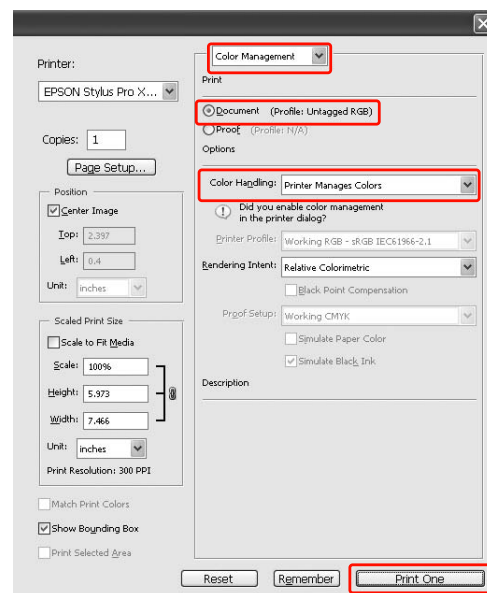 Printer:
EPSON Stylus Pro X...
Copies: 1
Page Setup...
Position
Center Image
Top: 2.397
Left: 0.4
Unit: inches
Scaled Print Size
Scale to Fit Media
Scale: 100%
Height: 5.973
Width: 7.466
Unit: inches
Print Resolution: 300 PPI
Match Print Colors
Show Bounding Box
Print Selected Area
Color Management
Print
Document (Profile: Untagged RGB)
Proof (Profile: N/A)
Options
Color Handling: Printer Manages Colors
Did you enable color management
in the printer dialog?
Printer Profile: Working RGB - sRGB IEC61966-2.1
Rendering Intent: Relative Colorimetric
Black Point Compensation
Proof Setup: Working CMYK
Simulate Paper Color
Simulate Black Ink
Description
Reset
Remember
Print One